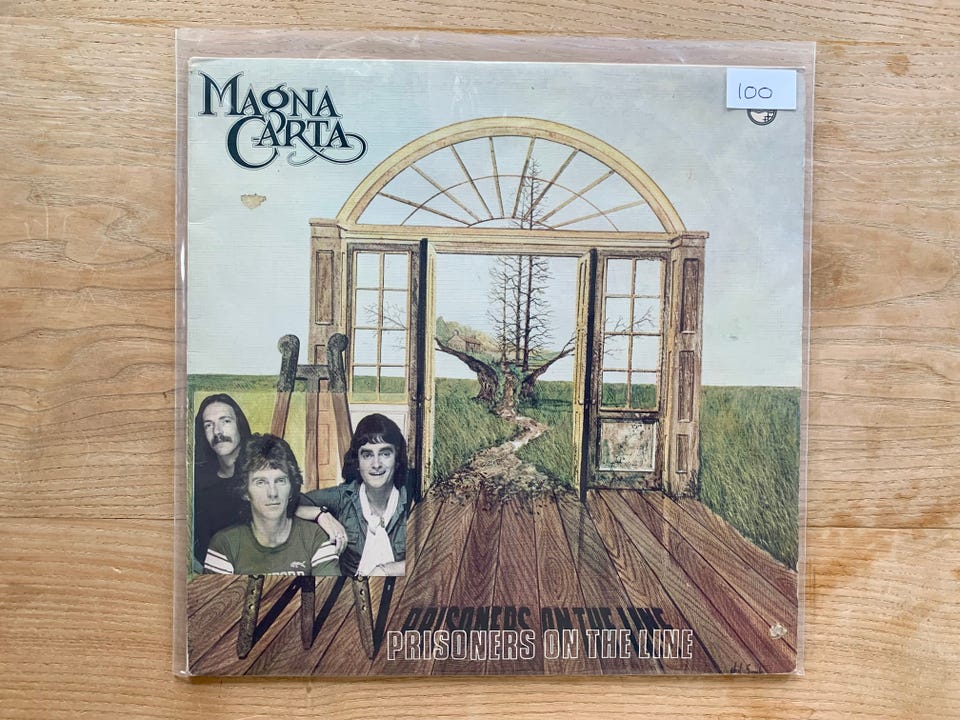 MAGNA
CARTA
100
PRISONERS ON THE LINE
PRISONERS ON THE LINE